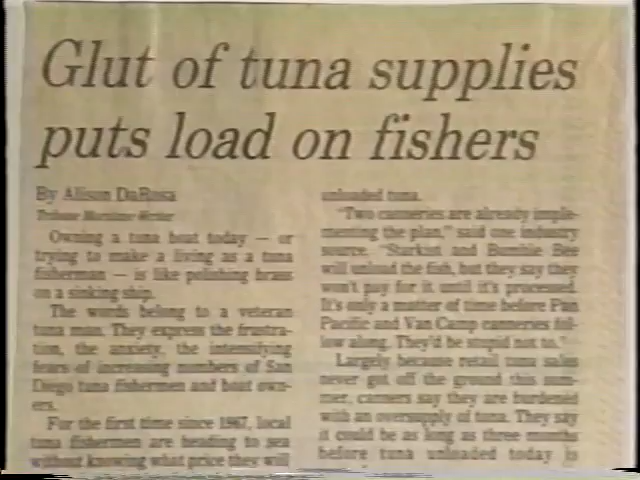 Glut of tuna supplies
puts load on fishers
By Alison DaRosa
Tribune Maritime Writer
Owning a tuna boat today — or
trying to make a living as a tuna
fisherman — is like polishing brass
on a sinking ship.
The words belong to a veteran
tuna man. They express the frustra-
tion, the anxiety, the intensifying
fears of increasing numbers of San
Diego tuna fishermen and boat own-
ers.
For the first time since 1967, local
tuna fishermen are heading to sea
without knowing what price they will
unloaded tuna.
"Two canneries are already imple-
menting the plan," said one industry
source. "Starkist and Bumble Bee
will unload the fish, but they say they
won't pay for it until it's processed.
It's only a matter of time before Pan
Pacific and Van Camp canneries fol-
low along. They'd be stupid not to."
Largely because retail tuna sales
never got off the ground this sum-
mer, canners say they are burdened
with an oversupply of tuna. They say
it could be as long as three months
before tuna unloaded today is